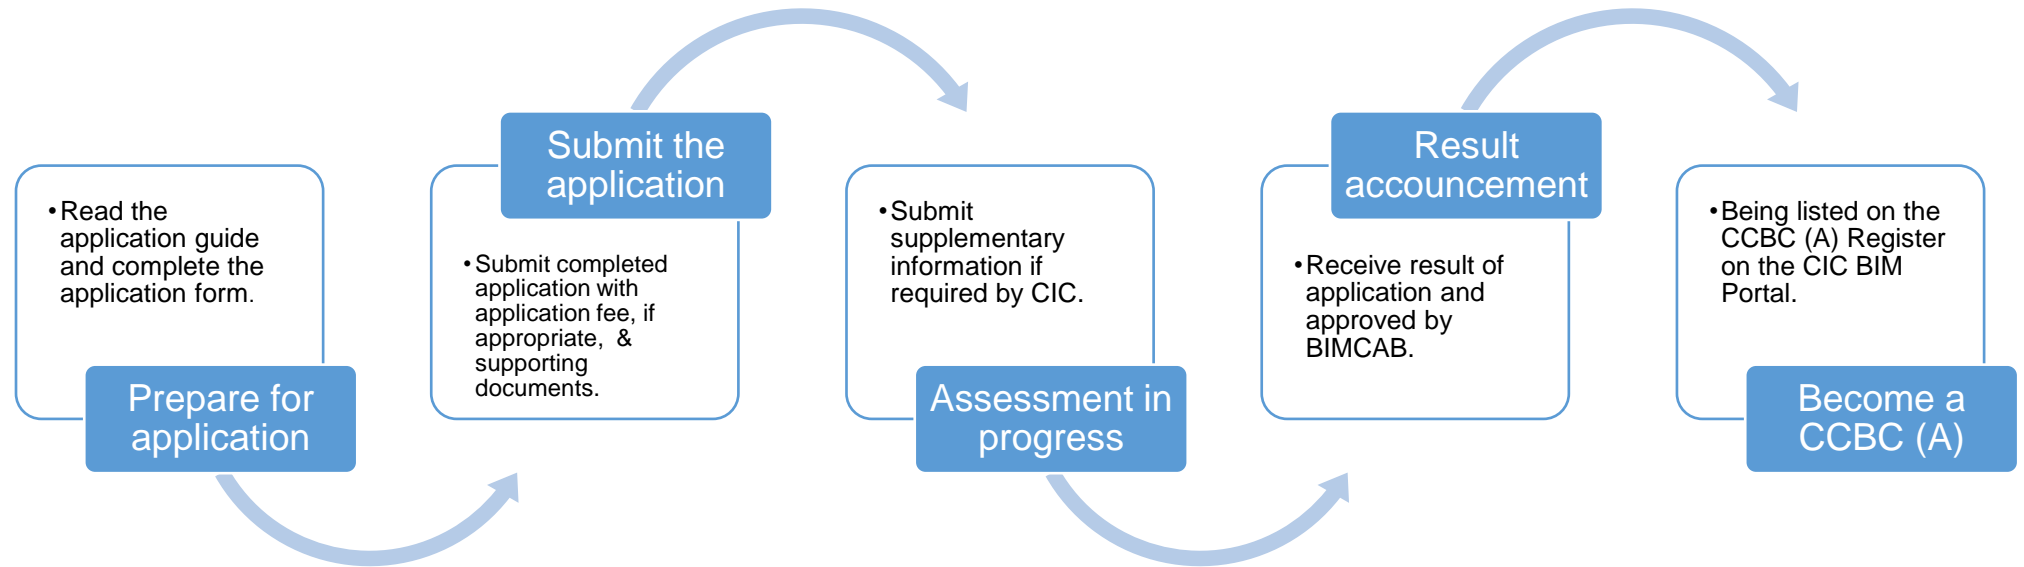 •Read the
application guide
and complete the
application form.
Prepare for
application
Submit the
application
•Submit completed
application with
application fee, if
appropriate,  &
supporting
documents.
•Submit
supplementary
information if
required by CIC.
Assessment in
progress
Result
accouncement
•Receive result of
application and
approved by
BIMCAB.
•Being listed on the
CCBC (A) Register
on the CIC BIM
Portal.
Become a
CCBC (A)